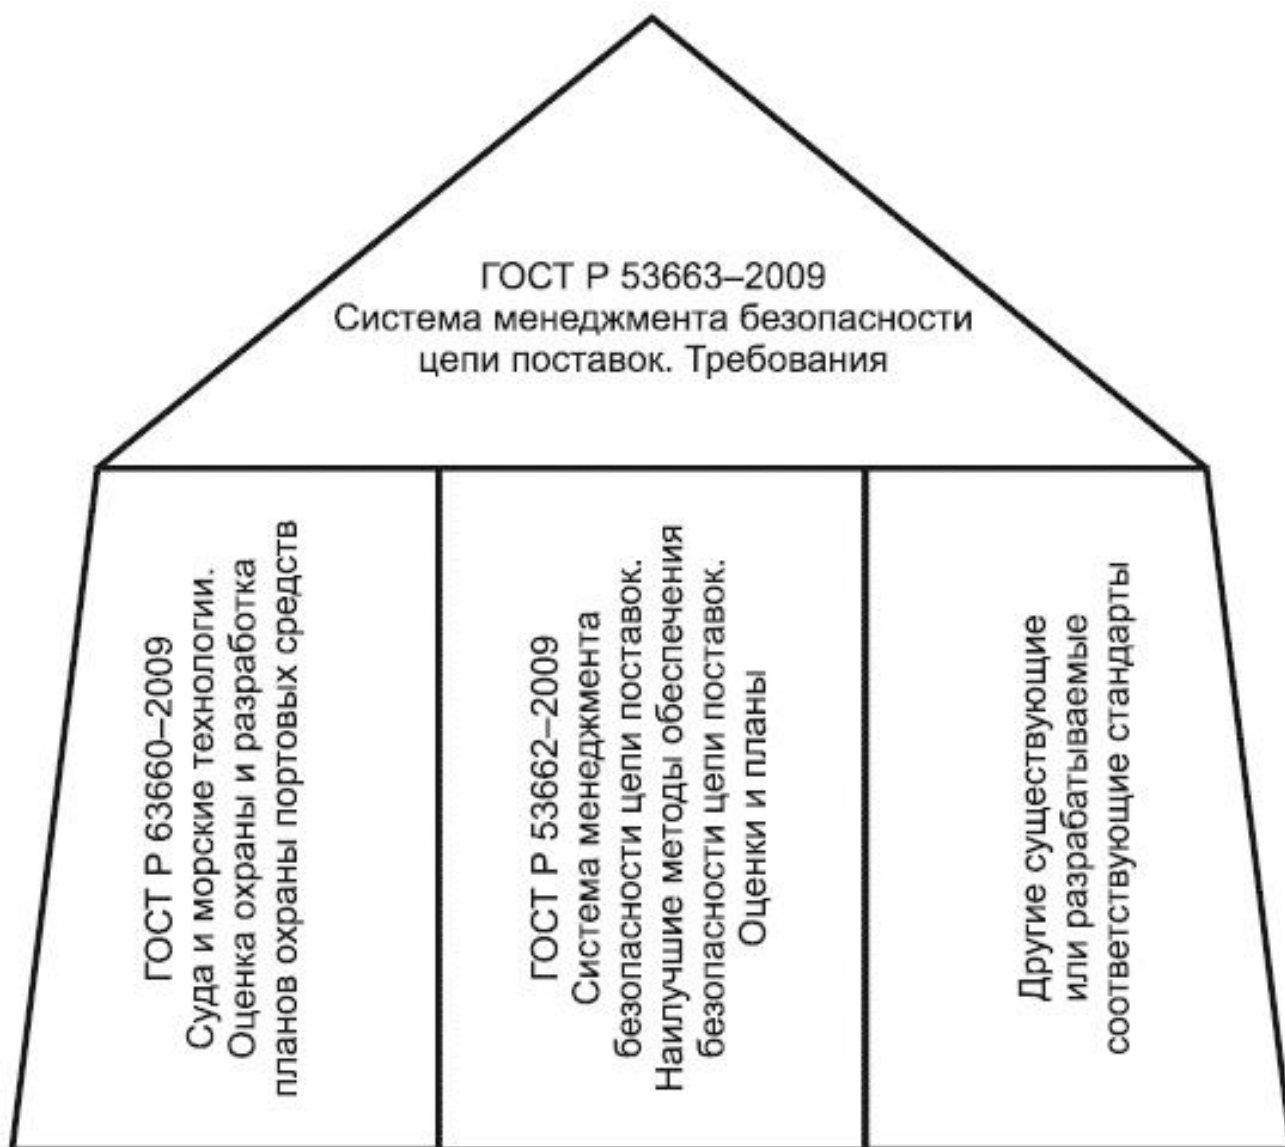 ГОСТ Р 53663–2009
Система менеджмента безопасности
цепи поставок. Требования
ГОСТ Р 63660–2009
Суда и морские технологии.
Оценка охраны и разработка
планов охраны портовых средств
ГОСТ Р 53662–2009
Система менеджмента
безопасности цепи поставок.
Наилучшие методы обеспечения
безопасности цепи поставок.
Оценки и планы
Другие существующие
или разрабатываемые
соответствующие стандарты